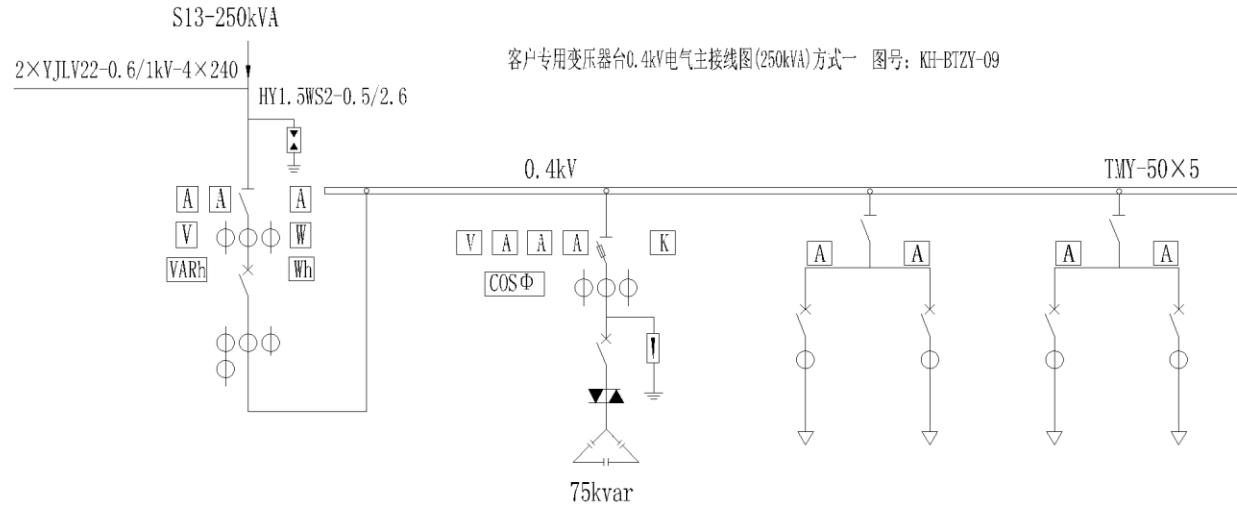 S13-250kVA
客户专用变压器台0.4kV电气主接线图(250kVA)方式一 图号: KH-BTZY-09
2×YJLV22-0.6/1kV-4×240
HY1.5WS2-0.5/2.6
0.4kV
TMY-50×5
A A A
V W
VARh Wh
V A A A K
COSΦ
A A
A A
75kvar